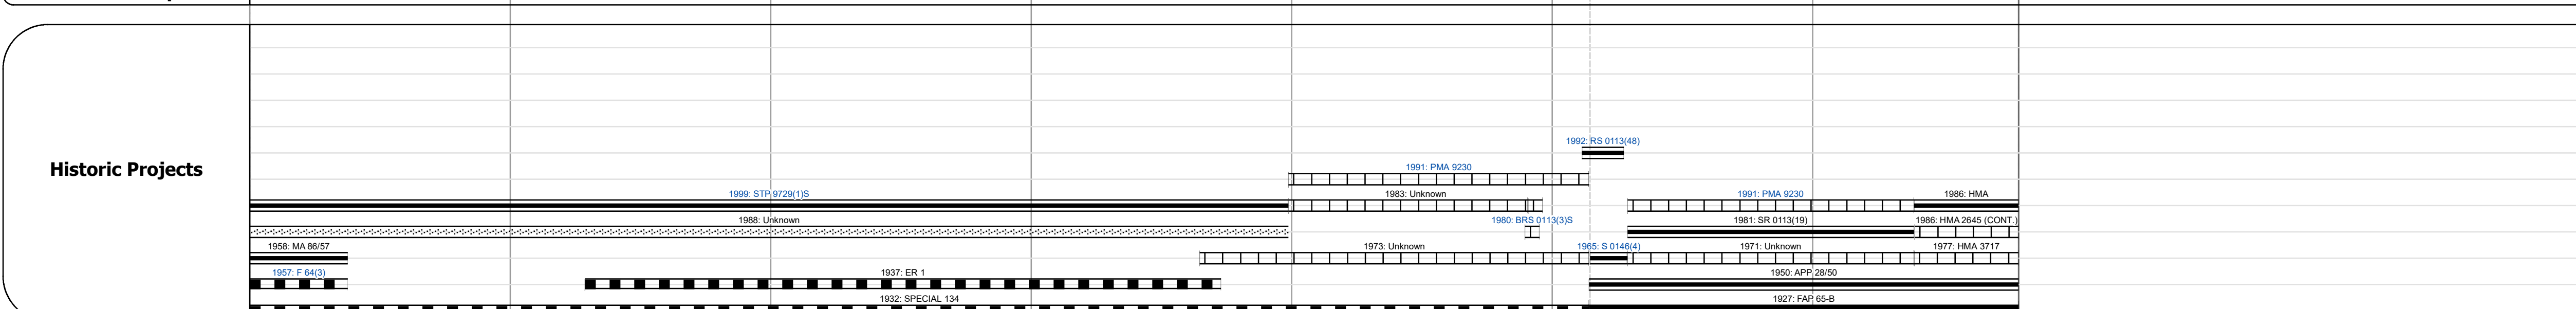 1992: RS 0113(48)
1991: PMA 9230
Historic Projects
1999: STP 9729(1)S
1983: Unknown
1991: PMA 9230
1986: HMA
1988: Unknown
1980: BRS 0113(3)S
1981: SR 0113(19)
1986: HMA 2645 (CONT.)
1958: MA 86/57
1973: Unknown
1965: S 0146(4)
1971: Unknown
1977: HMA 3717
1957: F 64(3)
1937: ER 1
1950: APP 28/50
1932: SPECIAL 134
1927: FAP 65-B